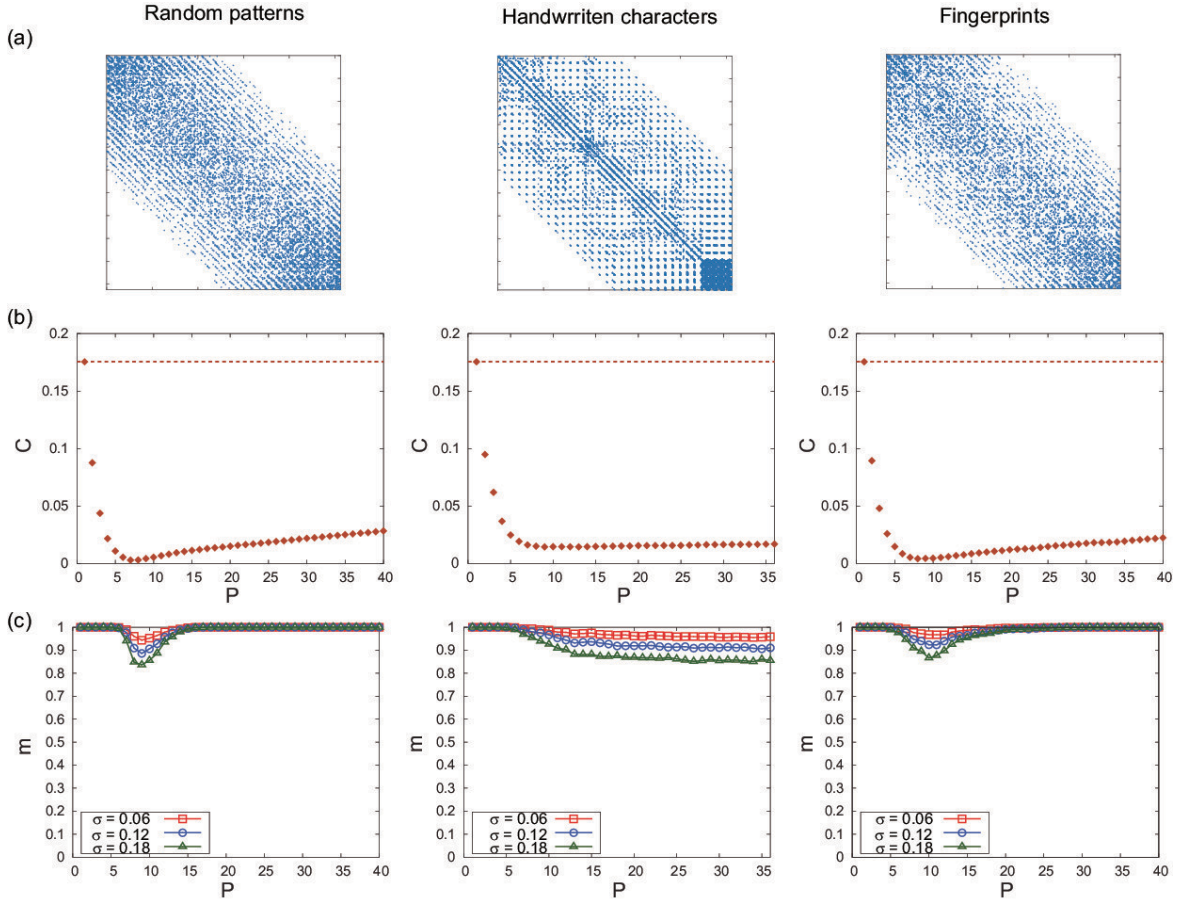 Random patterns
Handwrriten characters
Fingerprints
(a)
(b)
0.2
0.15
0.1
0.05
0
C
0 5 10 15 20 25 30 35 40
P
0.2
0.15
0.1
0.05
0
C
0 5 10 15 20 25 30 35
P
0.2
0.15
0.1
0.05
0
C
0 5 10 15 20 25 30 35 40
P
(c)
1
0.9
0.8
0.7
0.6
0.5
0.4
0.3
0.2
0.1
0
m
σ = 0.06
σ = 0.12
σ = 0.18
0 5 10 15 20 25 30 35 40
P
1
0.9
0.8
0.7
0.6
0.5
0.4
0.3
0.2
0.1
0
m
σ = 0.06
σ = 0.12
σ = 0.18
0 5 10 15 20 25 30 35
P
1
0.9
0.8
0.7
0.6
0.5
0.4
0.3
0.2
0.1
0
m
σ = 0.06
σ = 0.12
σ = 0.18
0 5 10 15 20 25 30 35 40
P